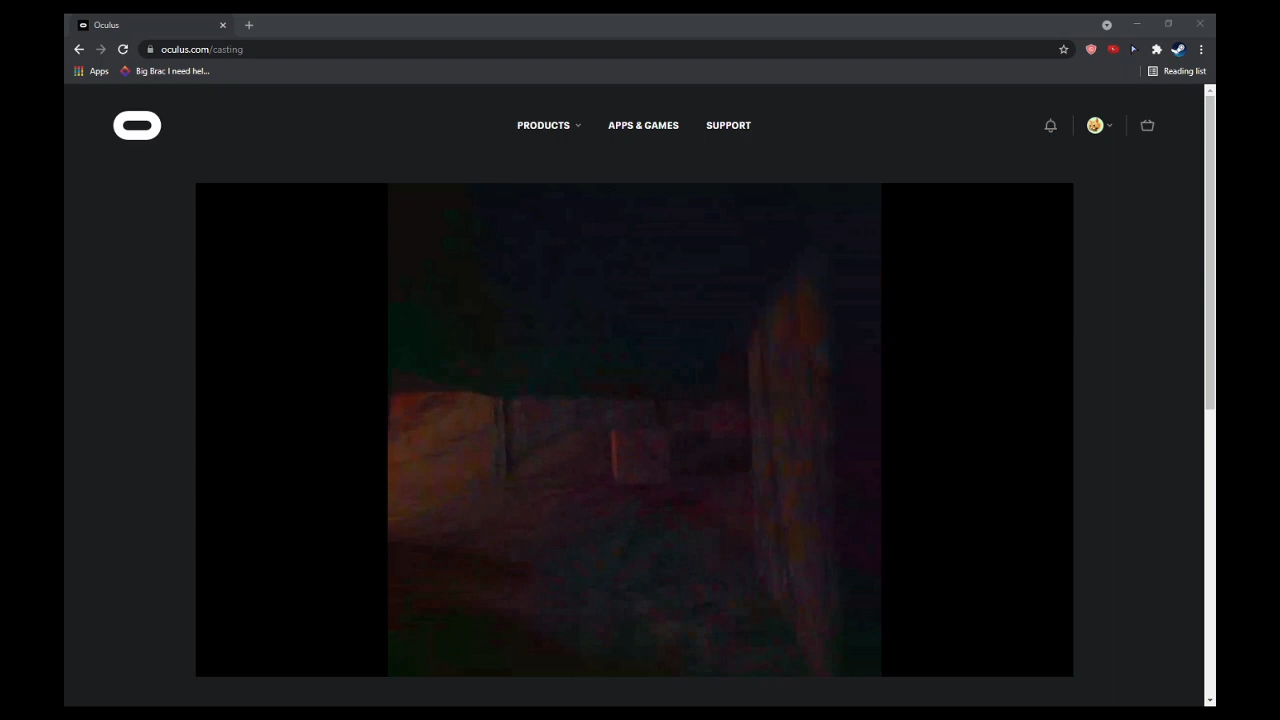 Oculus
oculus.com/casting
Apps
Big Brac I need hel...
Reading list
PRODUCTS
APPS & GAMES
SUPPORT